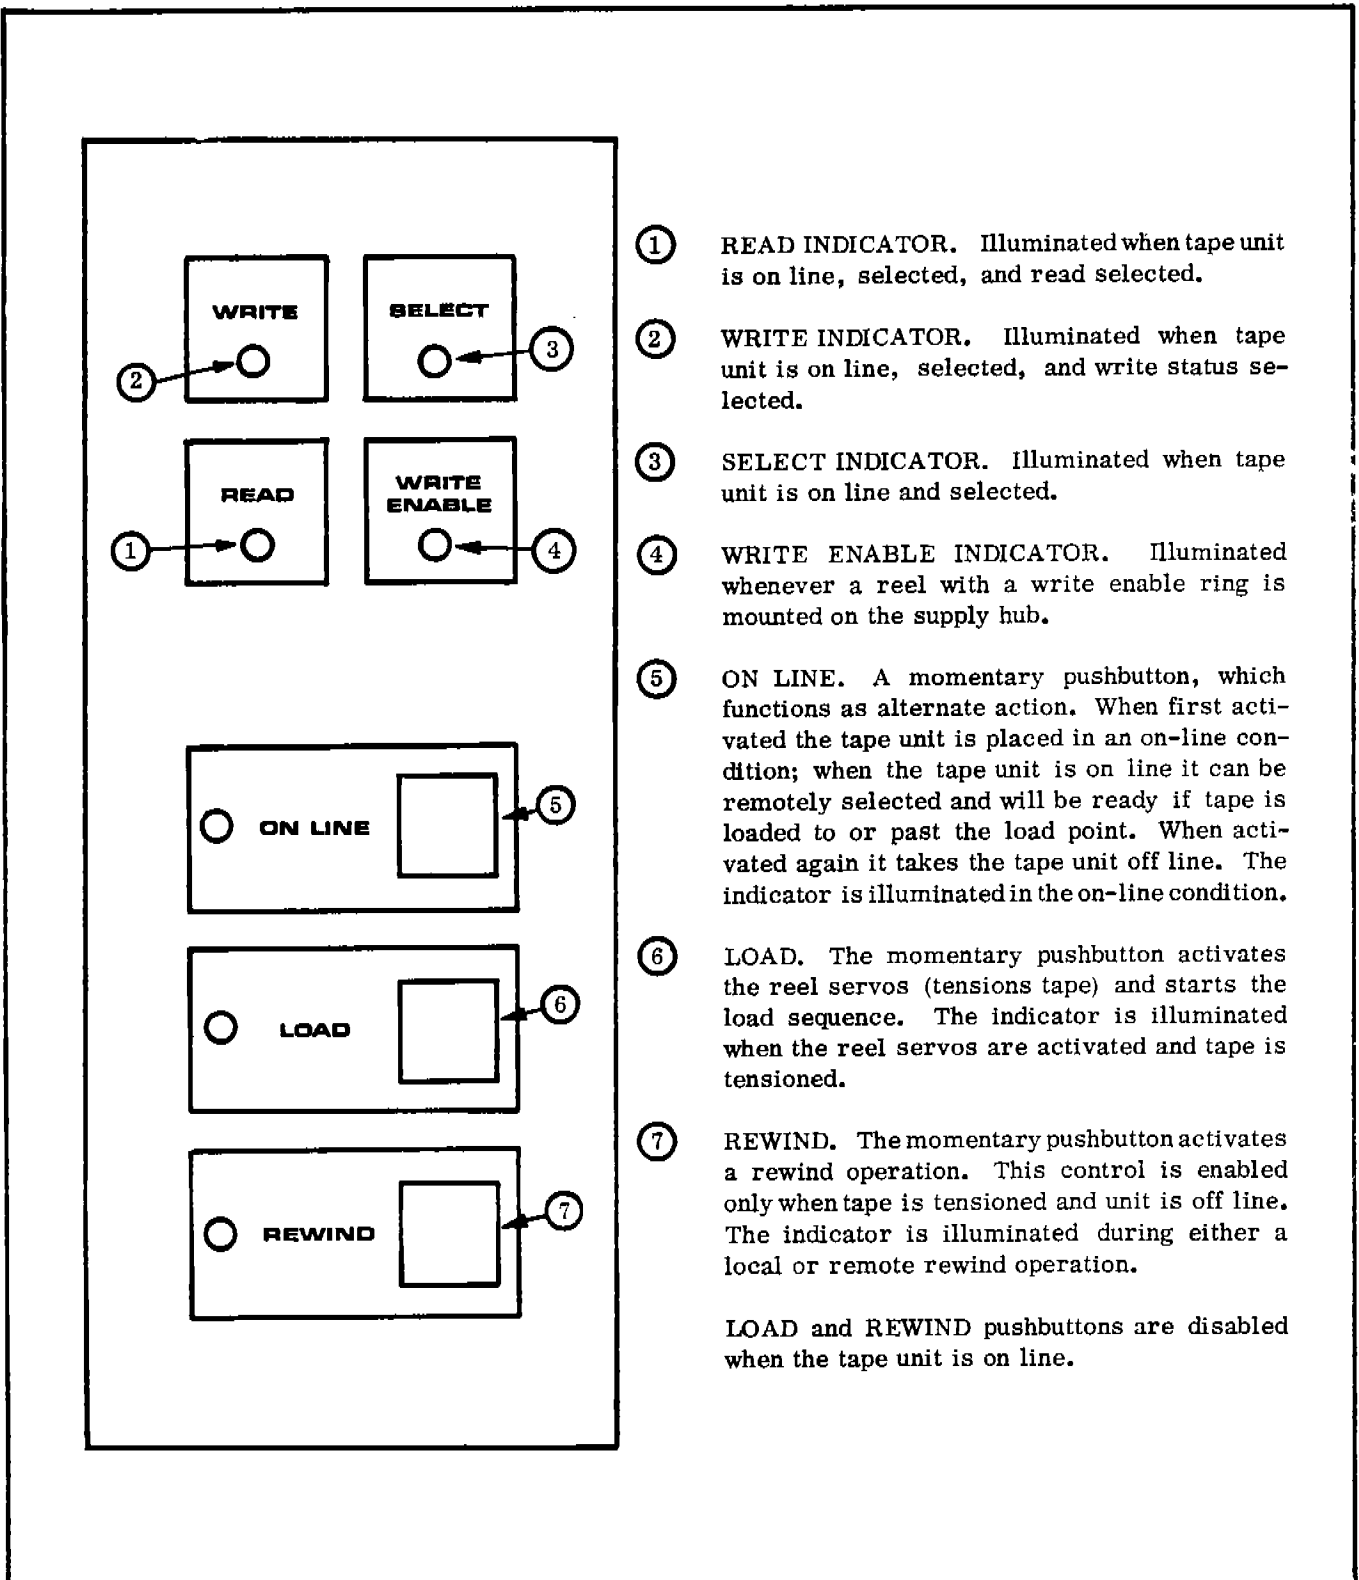 WRITE
SELECT
2
3
READ
WRITE
ENABLE
1
4
ON LINE
5
LOAD
6
REWIND
7
1 READ INDICATOR. Illuminated when tape unit
is on line, selected, and read selected.
2 WRITE INDICATOR. Illuminated when tape
unit is on line, selected, and write status se-
lected.
3 SELECT INDICATOR. Illuminated when tape
unit is on line and selected.
4 WRITE ENABLE INDICATOR. Illuminated
whenever a reel with a write enable ring is
mounted on the supply hub.
5 ON LINE. A momentary pushbutton, which
functions as alternate action. When first acti-
vated the tape unit is placed in an on-line con-
dition; when the tape unit is on line it can be
remotely selected and will be ready if tape is
loaded to or past the load point. When acti-
vated again it takes the tape unit off line. The
indicator is illuminated in the on-line condition.
6 LOAD. The momentary pushbutton activates
the reel servos (tensions tape) and starts the
load sequence. The indicator is illuminated
when the reel servos are activated and tape is
tensioned.
7 REWIND. The momentary pushbutton activates
a rewind operation. This control is enabled
only when tape is tensioned and unit is off line.
The indicator is illuminated during either a
local or remote rewind operation.
LOAD and REWIND pushbuttons are disabled
when the tape unit is on line.